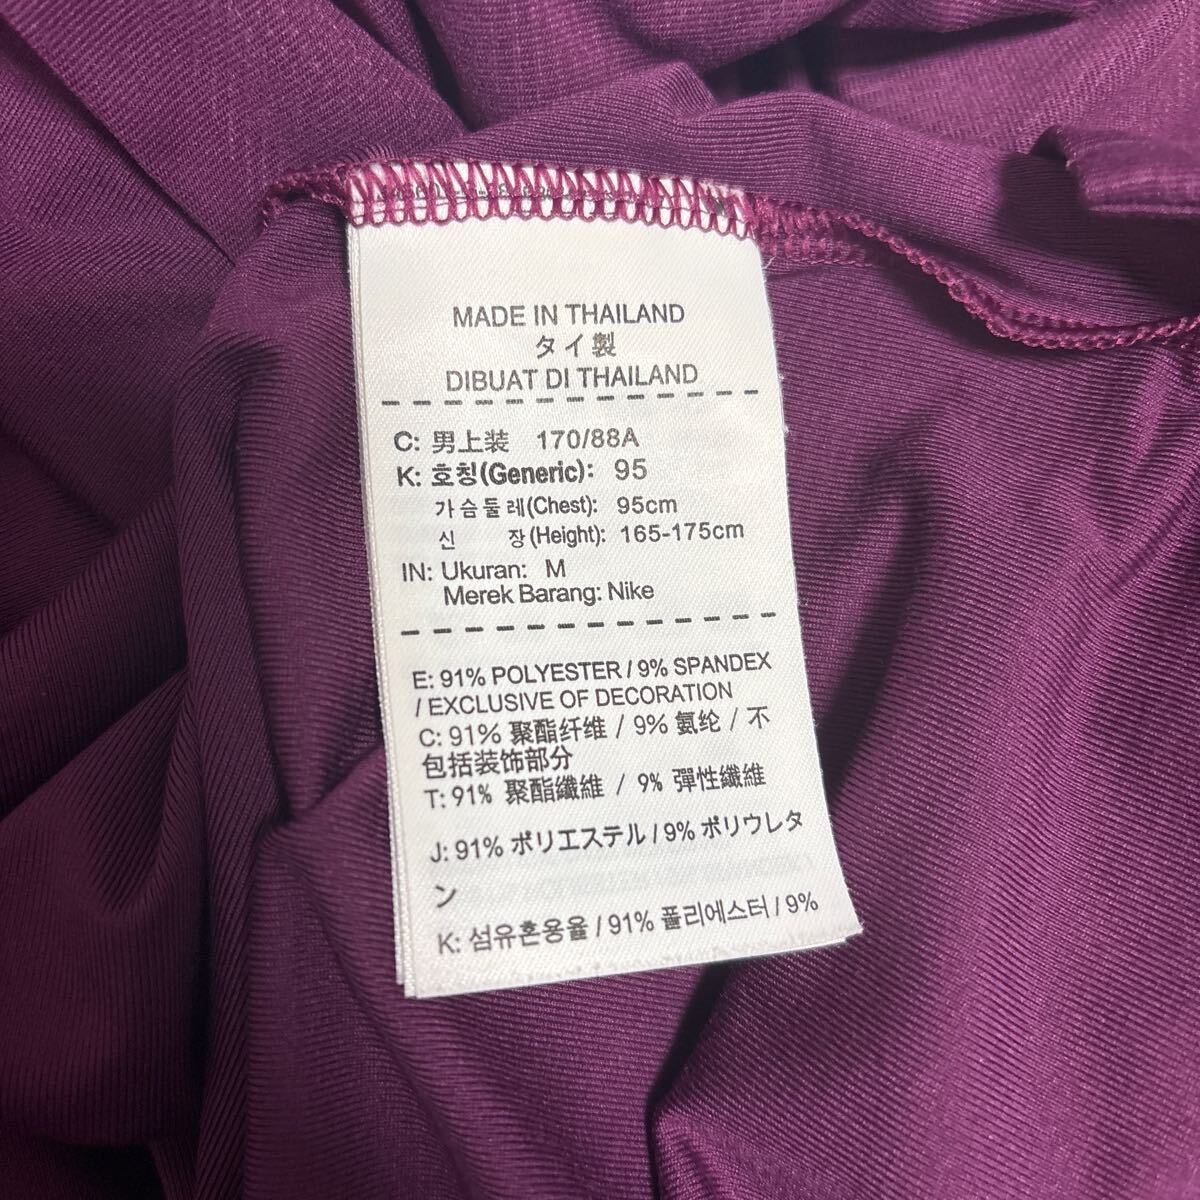 MADE IN THAILAND
タイ製
DIBUAT DI THAILAND
C: 男上装 170/88A
K: 호칭(Generic): 95
가슴둘레(Chest): 95cm
신 장(Height): 165-175cm
IN: Ukuran: M
Merek Barang: Nike
E: 91% POLYESTER / 9% SPANDEX
/ EXCLUSIVE OF DECORATION
C: 91% 聚酯纤维 / 9% 氨纶 / 不
包括装饰部分
T: 91% 聚酯纖維 / 9% 彈性纖維
J: 91% ポリエステル / 9% ポリウレタ
ン
K: 섬유혼용율 / 91% 폴리에스터 / 9%